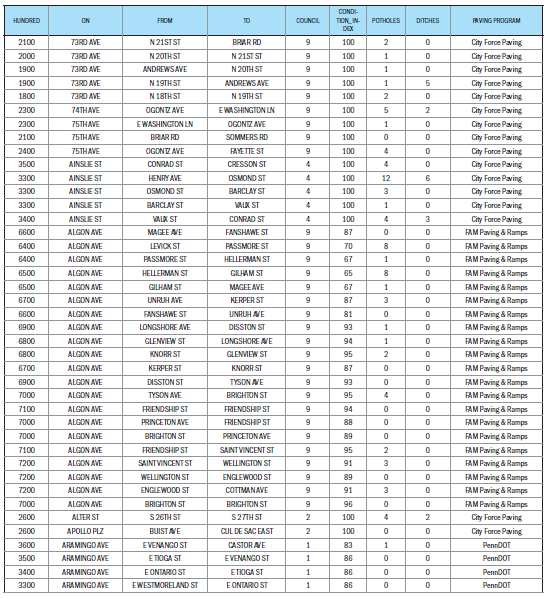 HUNDRED ON FROM TO COUNCIL CONDI-TION_IN-DEX POTHOLES DITCHES PAVING PROGRAM
2100 73RD AVE N 21ST ST BRIAR RD 9 100 2 0 City Force Paving
2000 73RD AVE N 20TH ST N 21ST ST 9 100 1 0 City Force Paving
1900 73RD AVE ANDREWS AVE N 20TH ST 9 100 1 0 City Force Paving
1900 73RD AVE N 19TH ST ANDREWS AVE 9 100 1 5 City Force Paving
1800 73RD AVE N 18TH ST N 19TH ST 9 100 2 0 City Force Paving
2300 74TH AVE OGONTZ AVE E WASHINGTON LN 9 100 5 2 City Force Paving
2300 75TH AVE E WASHINGTON LN OGONTZ AVE 9 100 1 0 City Force Paving
2100 75TH AVE BRIAR RD SOMMERS RD 9 100 0 0 City Force Paving
2400 75TH AVE OGONTZ AVE FAYETTE ST 9 100 4 0 City Force Paving
3500 AINSLIE ST CONRAD ST CRESSON ST 4 100 4 0 City Force Paving
3300 AINSLIE ST HENRY AVE OSMOND ST 4 100 12 6 City Force Paving
3300 AINSLIE ST OSMOND ST BARCLAY ST 4 100 3 0 City Force Paving
3300 AINSLIE ST BARCLAY ST VAUX ST 4 100 1 0 City Force Paving
3400 AINSLIE ST VAUX ST CONRAD ST 4 100 4 3 City Force Paving
6600 ALGON AVE MAGEE AVE FANSHAWE ST 9 87 0 0 FAM Paving & Ramps
6400 ALGON AVE LEVICK ST PASSMORE ST 9 70 8 0 FAM Paving & Ramps
6400 ALGON AVE PASSMORE ST HELLERMAN ST 9 67 1 0 FAM Paving & Ramps
6500 ALGON AVE HELLERMAN ST GILHAM ST 9 65 8 0 FAM Paving & Ramps
6500 ALGON AVE GILHAM ST MAGEE AVE 9 67 1 0 FAM Paving & Ramps
6700 ALGON AVE UNRUH AVE KERPER ST 9 87 3 0 FAM Paving & Ramps
6600 ALGON AVE FANSHAWE ST UNRUH AVE 9 81 0 0 FAM Paving & Ramps
6900 ALGON AVE LONGSHORE AVE DISSTON ST 9 93 1 0 FAM Paving & Ramps
6800 ALGON AVE GLENVIEW ST LONGSHORE AVE 9 94 1 0 FAM Paving & Ramps
6800 ALGON AVE KNORR ST GLENVIEW ST 9 95 2 0 FAM Paving & Ramps
6700 ALGON AVE KERPER ST KNORR ST 9 87 0 0 FAM Paving & Ramps
6900 ALGON AVE DISSTON ST TYSON AVE 9 93 0 0 FAM Paving & Ramps
7000 ALGON AVE TYSON AVE BRIGHTON ST 9 95 4 0 FAM Paving & Ramps
7100 ALGON AVE FRIENDSHIP ST FRIENDSHIP ST 9 94 0 0 FAM Paving & Ramps
7000 ALGON AVE PRINCETON AVE FRIENDSHIP ST 9 88 0 0 FAM Paving & Ramps
7000 ALGON AVE BRIGHTON ST PRINCETON AVE 9 89 0 0 FAM Paving & Ramps
7100 ALGON AVE FRIENDSHIP ST SAINT VINCENT ST 9 95 2 0 FAM Paving & Ramps
7200 ALGON AVE SAINT VINCENT ST WELLINGTON ST 9 91 3 0 FAM Paving & Ramps
7200 ALGON AVE WELLINGTON ST ENGLEWOOD ST 9 89 0 0 FAM Paving & Ramps
7200 ALGON AVE ENGLEWOOD ST COTTMAN AVE 9 91 3 0 FAM Paving & Ramps
7000 ALGON AVE BRIGHTON ST BRIGHTON ST 9 96 0 0 FAM Paving & Ramps
2600 ALTER ST S 26TH ST S 27TH ST 2 100 4 2 City Force Paving
2600 APOLLO PLZ BUIST AVE CUL DE SAC EAST 2 100 0 0 City Force Paving
3600 ARAMINGO AVE E VENANGO ST CASTOR AVE 1 83 1 0 PennDOT
3500 ARAMINGO AVE E TIOGA ST E VENANGO ST 1 86 0 0 PennDOT
3400 ARAMINGO AVE E ONTARIO ST E TIOGA ST 1 86 0 0 PennDOT
3300 ARAMINGO AVE E WESTMORELAND ST E ONTARIO ST 1 86 0 0 PennDOT